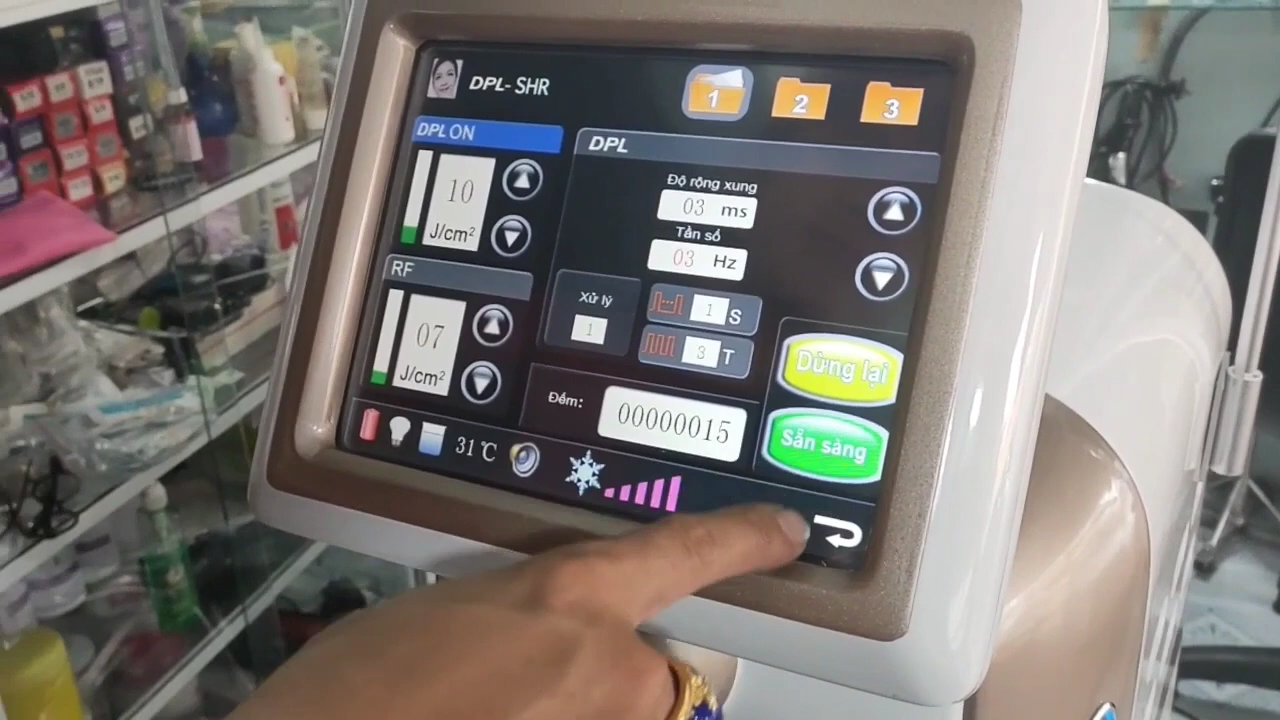 DPL- SHR
1
2
3
DPL ON
10
J/cm²
RF
07
J/cm²
DPL
Độ rộng xung
03 ms
Tần số
03 Hz
Xử lý
1
1 S
3 T
Đếm:
00000015
Dừng lại
Sẵn sàng
31℃